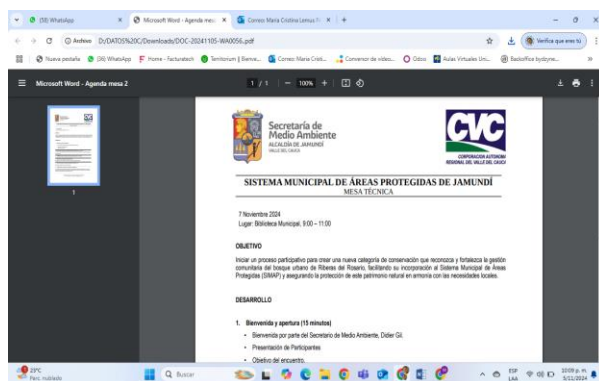 (38) WhatsApp
Microsoft Word - Agenda mesa
Correo: Maria Cristina Lemus
Archivo D:/DATOS%20C/Downloads/DOC-20241105-WA0056.pdf
Verifica que eres tú
Nueva pestaña (38) WhatsApp Home - Facturatech Territorium | Bienve... Correo: Maria Cristi... Convensor de video... Odoo Aulas Virtuales Uni... Backoffice bydzyne...
Microsoft Word - Agenda mesa 2
1 / 1 100%
1
Secretaría de
Medio Ambiente
ALCALDÍA DE JAMUNDÍ
VALLE DEL CAUCA
CVC
CORPORACIÓN AUTÓNOMA
REGIONAL DEL VALLE DEL CAUCA
SISTEMA MUNICIPAL DE ÁREAS PROTEGIDAS DE JAMUNDÍ
MESA TÉCNICA
7 Noviembre 2024
Lugar: Biblioteca Municipal, 9:00 – 11:00
OBJETIVO
Iniciar un proceso participativo para crear una nueva categoría de conservación que reconozca y fortalezca la gestión
comunitaria del bosque urbano de Riberas del Rosario, facilitando su incorporación al Sistema Municipal de Áreas
Protegidas (SIMAP) y asegurando la protección de este patrimonio natural en armonía con las necesidades locales.
DESARROLLO
1. Bienvenida y apertura (15 minutos)
• Bienvenida por parte del Secretario de Medio Ambiente, Didier Gil.
• Presentación de Participantes
• Objetivo del encuentro.
23°C
Parc. nublado
Buscar
ESP
LAA
10:09 p. m.
5/11/2024